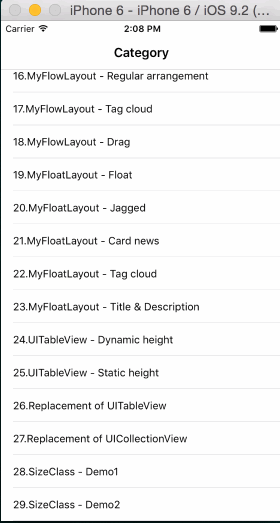 iPhone 6 - iPhone 6 / iOS 9.2 (...
Carrier 2:08 PM
Category
16.MyFlowLayout - Regular arrangement
17.MyFlowLayout - Tag cloud
18.MyFlowLayout - Drag
19.MyFloatLayout - Float
20.MyFloatLayout - Jagged
21.MyFloatLayout - Card news
22.MyFloatLayout - Tag cloud
23.MyFloatLayout - Title & Description
24.UITableView - Dynamic height
25.UITableView - Static height
26.Replacement of UITableView
27.Replacement of UICollectionView
28.SizeClass - Demo1
29.SizeClass - Demo2